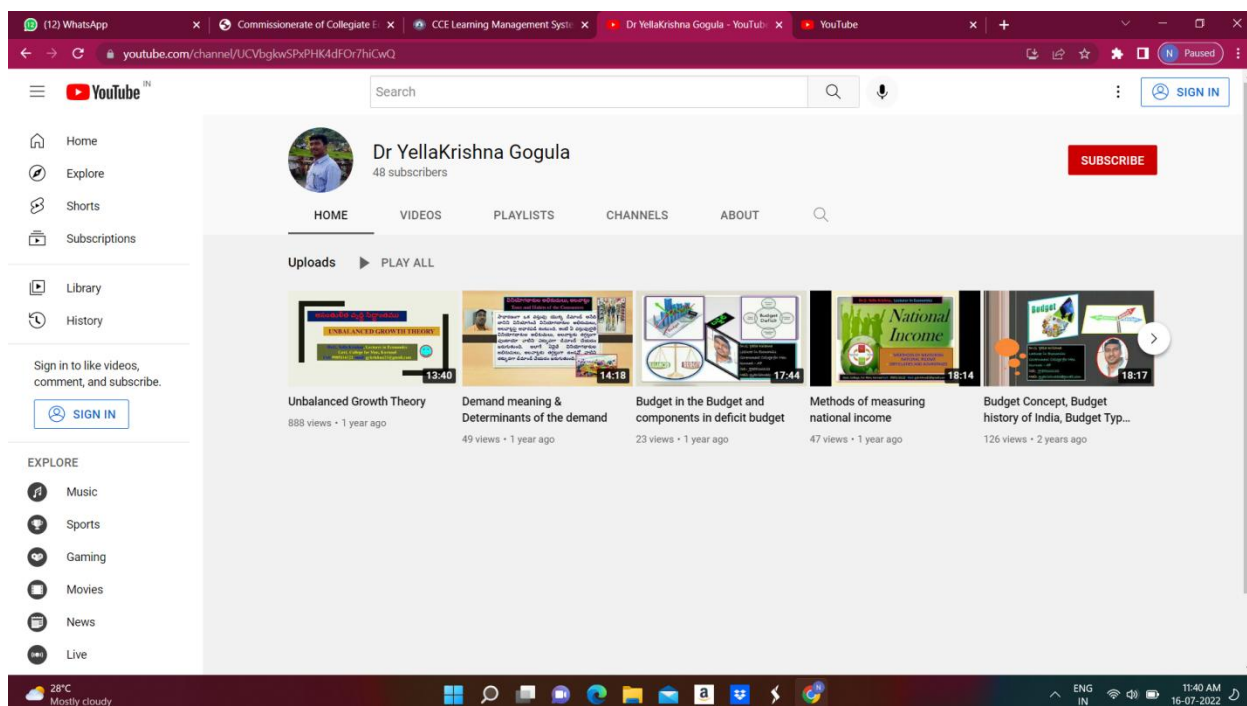 (12) WhatsApp
Commissionerate of Collegiate E
CCE Learning Management Syste
Dr YellaKrishna Gogula - YouTub
YouTube
youtube.com/channel/UCVbgkwSPxPHK4dFOr7hiCwQ
N Paused
YouTube IN
Search
SIGN IN
Home
Explore
Shorts
Subscriptions
Library
History
Sign in to like videos,
comment, and subscribe.
SIGN IN
EXPLORE
Music
Sports
Gaming
Movies
News
Live
Dr YellaKrishna Gogula
48 subscribers
SUBSCRIBE
HOME VIDEOS PLAYLISTS CHANNELS ABOUT
Uploads PLAY ALL
UNBALANCED GROWTH THEORY
13:40
Unbalanced Growth Theory
888 views • 1 year ago
14:18
Demand meaning &
Determinants of the demand
49 views • 1 year ago
17:44
Budget in the Budget and
components in deficit budget
23 views • 1 year ago
National
Income
18:14
Methods of measuring
national income
47 views • 1 year ago
Budget
18:17
Budget Concept, Budget
history of India, Budget Typ...
126 views • 2 years ago
28°C
Mostly cloudy
ENG
IN
11:40 AM
16-07-2022